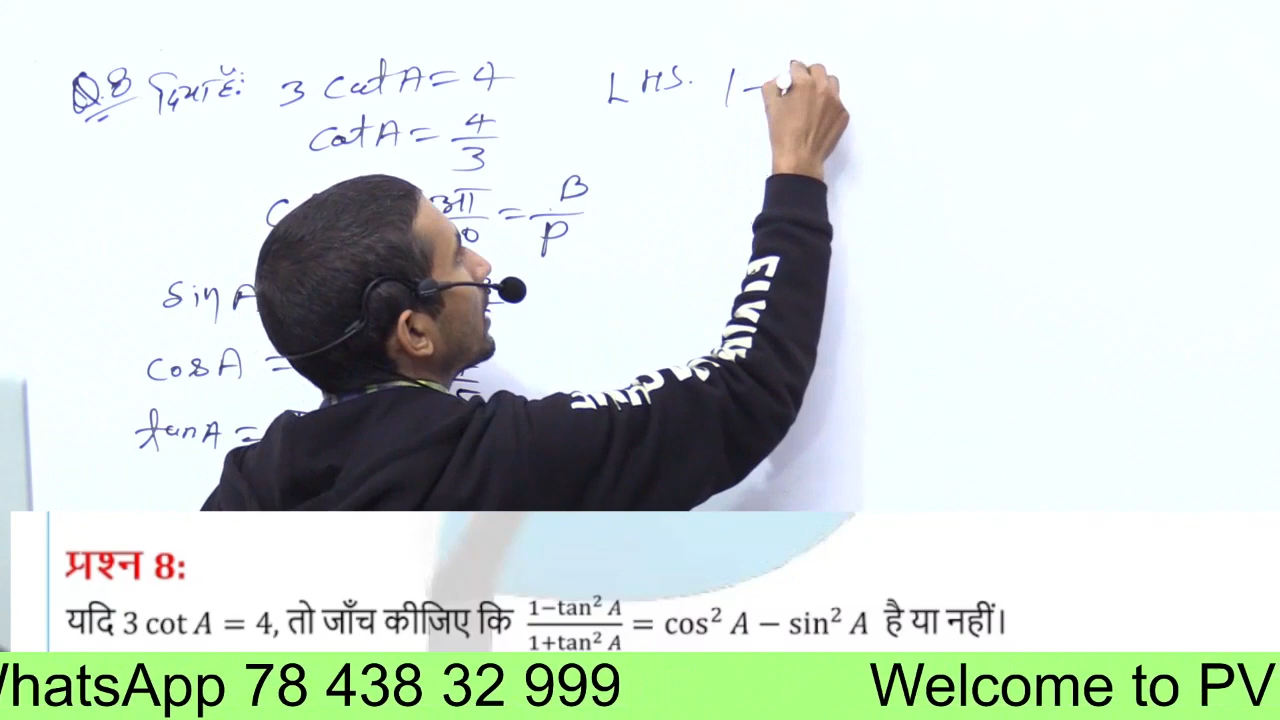 Q.8 दिया है: 3 cot A = 4
cot A = 4/3
= B/P
sin A
cos A =
tan A =
LHS. 1 -
प्रश्न 8:
यदि 3 cot A = 4, तो जाँच कीजिए कि (1−tan² A)/(1+tan² A) = cos² A − sin² A है या नहीं।
WhatsApp 78 438 32 999 Welcome to PV